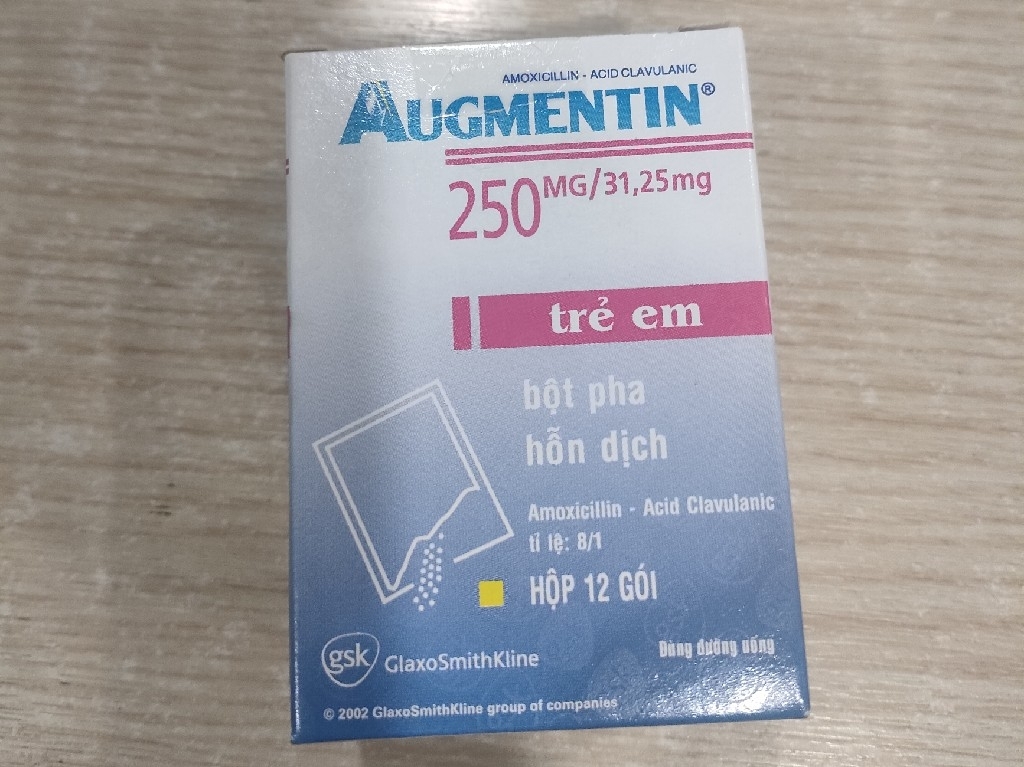 AMOXICILLIN - ACID CLAVULANIC
AUGMENTIN®
250 MG/31,25mg
trẻ em
bột pha
hỗn dịch
Amoxicillin - Acid Clavulanic
tỉ lệ: 8/1
HỘP 12 GÓI
Dùng đường uống
gsk GlaxoSmithKline
© 2002 GlaxoSmithKline group of companies